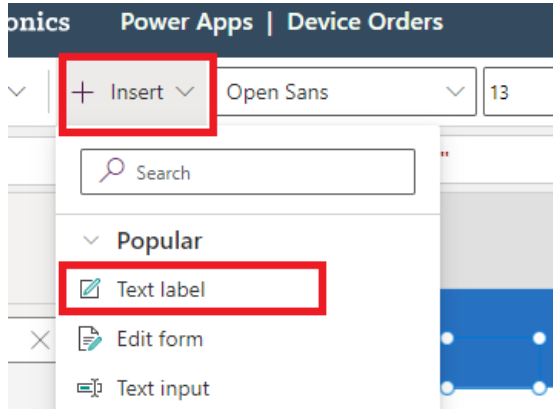 onics Power Apps | Device Orders
+ Insert Open Sans 13
"
Search
Popular
Text label
Edit form
Text input